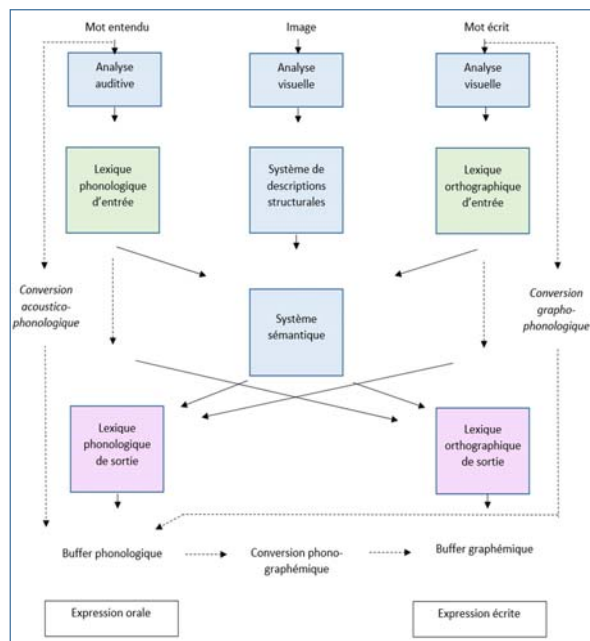 Mot entendu
Image
Mot écrit
Analyse
auditive
Analyse
visuelle
Analyse
visuelle
Lexique
phonologique
d'entrée
Système de
descriptions
structurales
Lexique
orthographique
d'entrée
Conversion
acoustico-
phonologique
Système
sémantique
Conversion
grapho-
phonologique
Lexique
phonologique
de sortie
Lexique
orthographique
de sortie
Buffer phonologique
Conversion phono-
graphémique
Buffer graphémique
Expression orale
Expression écrite